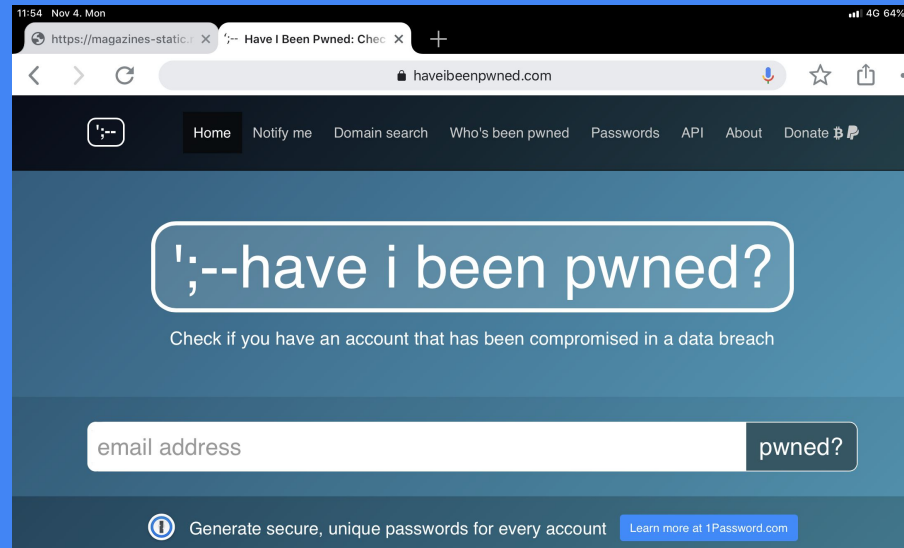 11:54 Nov 4. Mon 4G 64%
https://magazines-static.r ';-- Have I Been Pwned: Chec
haveibeenpwned.com
';-- Home Notify me Domain search Who's been pwned Passwords API About Donate
';--have i been pwned?
Check if you have an account that has been compromised in a data breach
email address pwned?
Generate secure, unique passwords for every account Learn more at 1Password.com